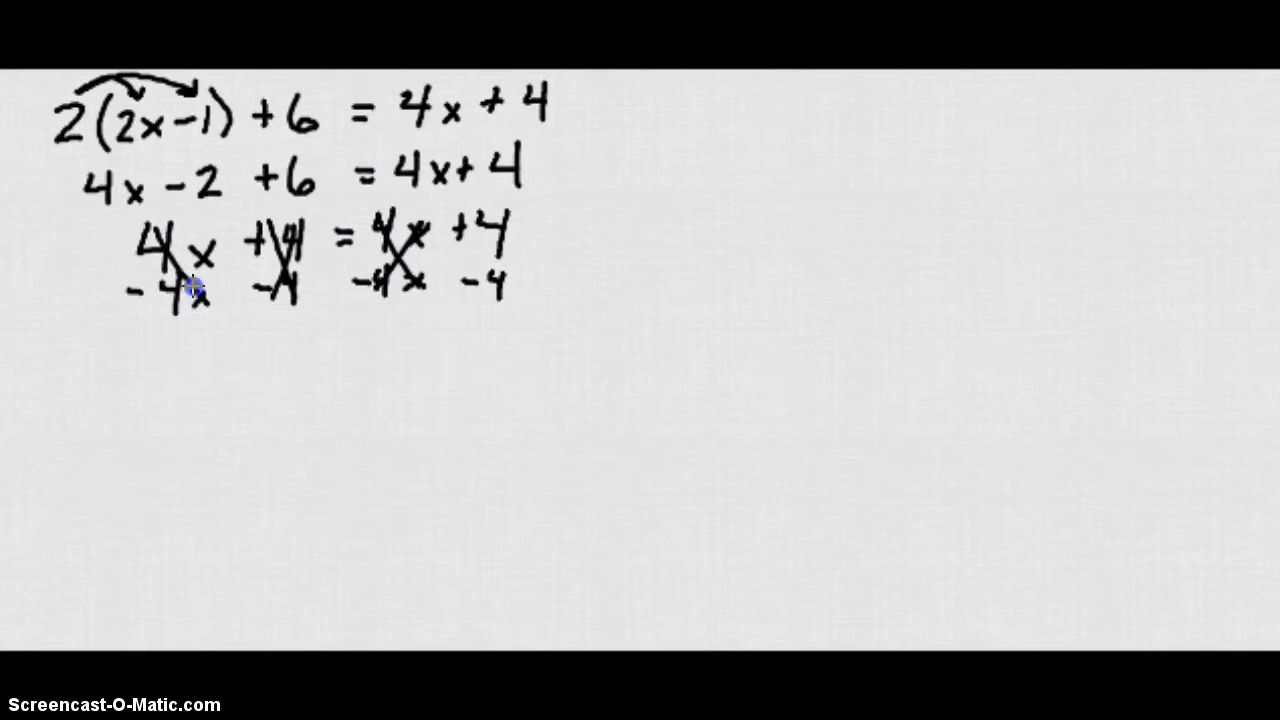 2(2x-1) + 6 = 4x + 4
4x - 2 + 6 = 4x + 4
4x + 4 = 4x + 4
- 4x - 4 - 4x - 4
Screencast-O-Matic.com